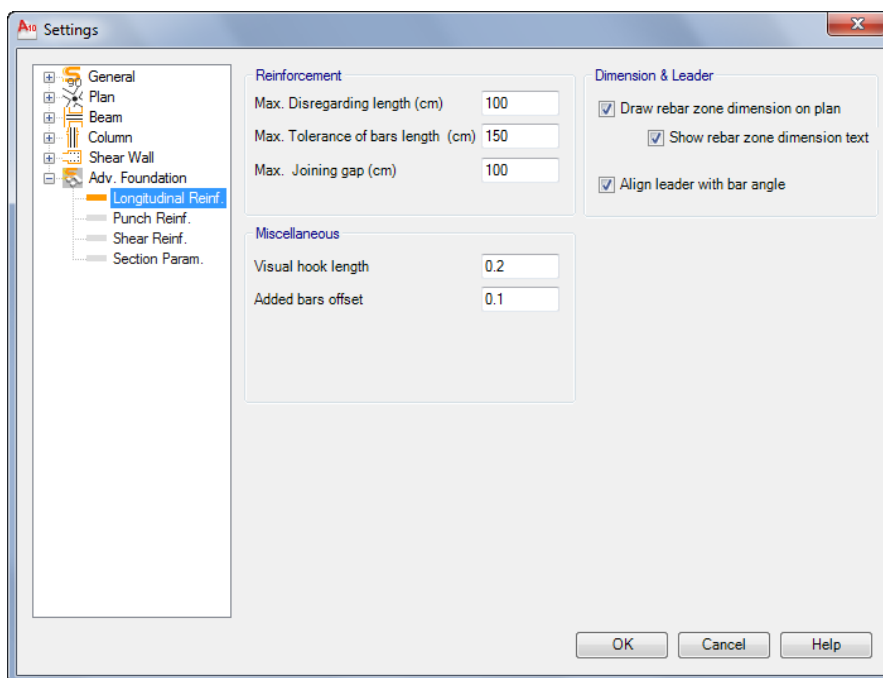 A10 Settings
General
Plan
Beam
Column
Shear Wall
Adv. Foundation
Longitudinal Reinf.
Punch Reinf.
Shear Reinf.
Section Param.
Reinforcement
Max. Disregarding length (cm) 100
Max. Tolerance of bars length (cm) 150
Max. Joining gap (cm) 100
Miscellaneous
Visual hook length 0.2
Added bars offset 0.1
Dimension & Leader
Draw rebar zone dimension on plan
Show rebar zone dimension text
Align leader with bar angle
OK Cancel Help